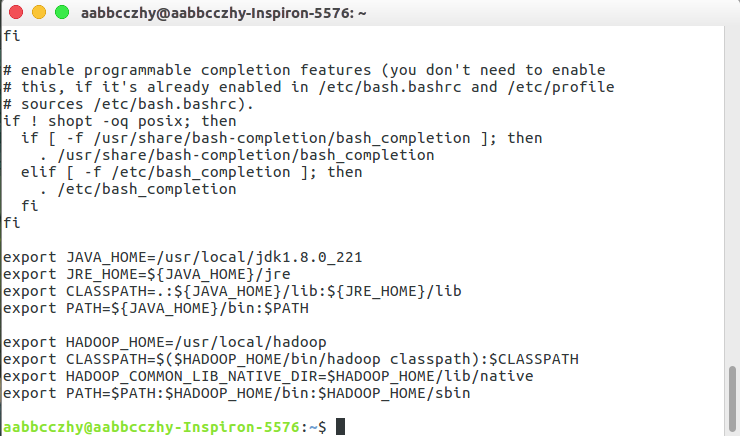 aabbcczhy@aabbcczhy-Inspiron-5576: ~
fi
# enable programmable completion features (you don't need to enable
# this, if it's already enabled in /etc/bash.bashrc and /etc/profile
# sources /etc/bash.bashrc).
if ! shopt -oq posix; then
  if [ -f /usr/share/bash-completion/bash_completion ]; then
    . /usr/share/bash-completion/bash_completion
  elif [ -f /etc/bash_completion ]; then
    . /etc/bash_completion
  fi
fi
export JAVA_HOME=/usr/local/jdk1.8.0_221
export JRE_HOME=${JAVA_HOME}/jre
export CLASSPATH=.:${JAVA_HOME}/lib:${JRE_HOME}/lib
export PATH=${JAVA_HOME}/bin:$PATH
export HADOOP_HOME=/usr/local/hadoop
export CLASSPATH=$($HADOOP_HOME/bin/hadoop classpath):$CLASSPATH
export HADOOP_COMMON_LIB_NATIVE_DIR=$HADOOP_HOME/lib/native
export PATH=$PATH:$HADOOP_HOME/bin:$HADOOP_HOME/sbin
aabbcczhy@aabbcczhy-Inspiron-5576:~$